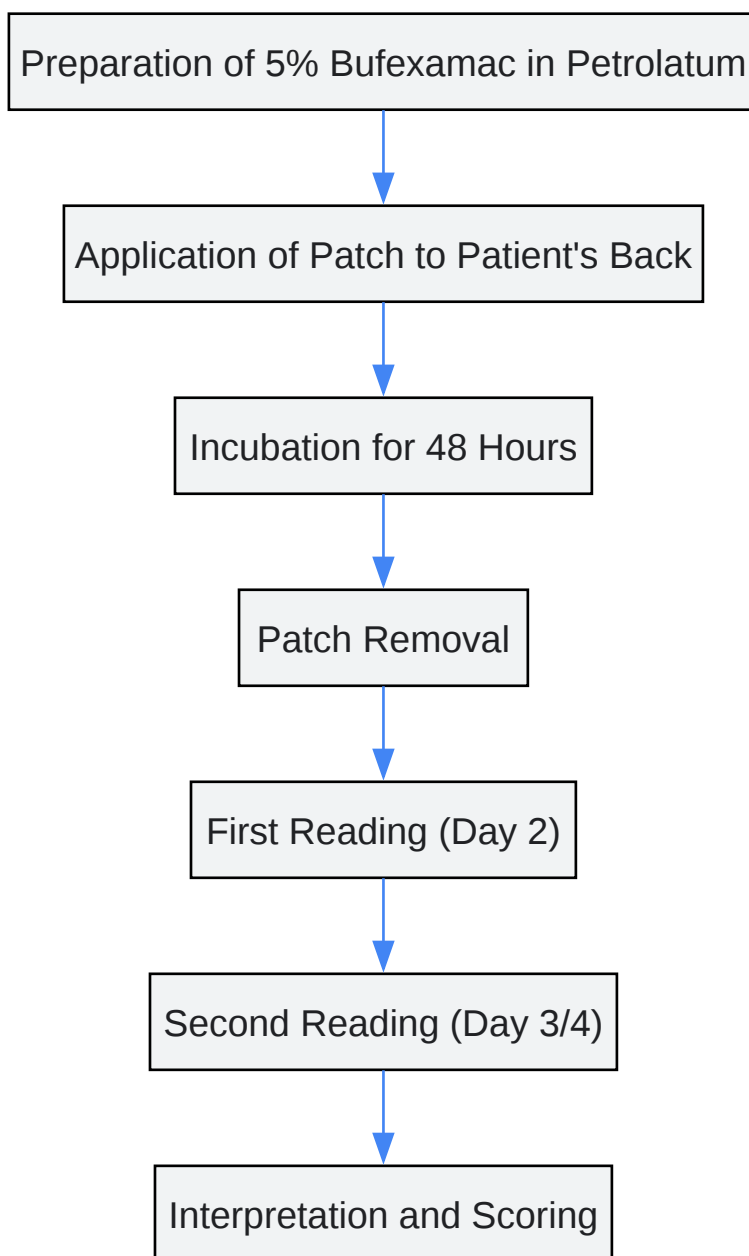 Preparation of 5% Bufexamac in Petrolatum
Application of Patch to Patient's Back
Incubation for 48 Hours
Patch Removal
First Reading (Day 2)
Second Reading (Day 3/4)
Interpretation and Scoring